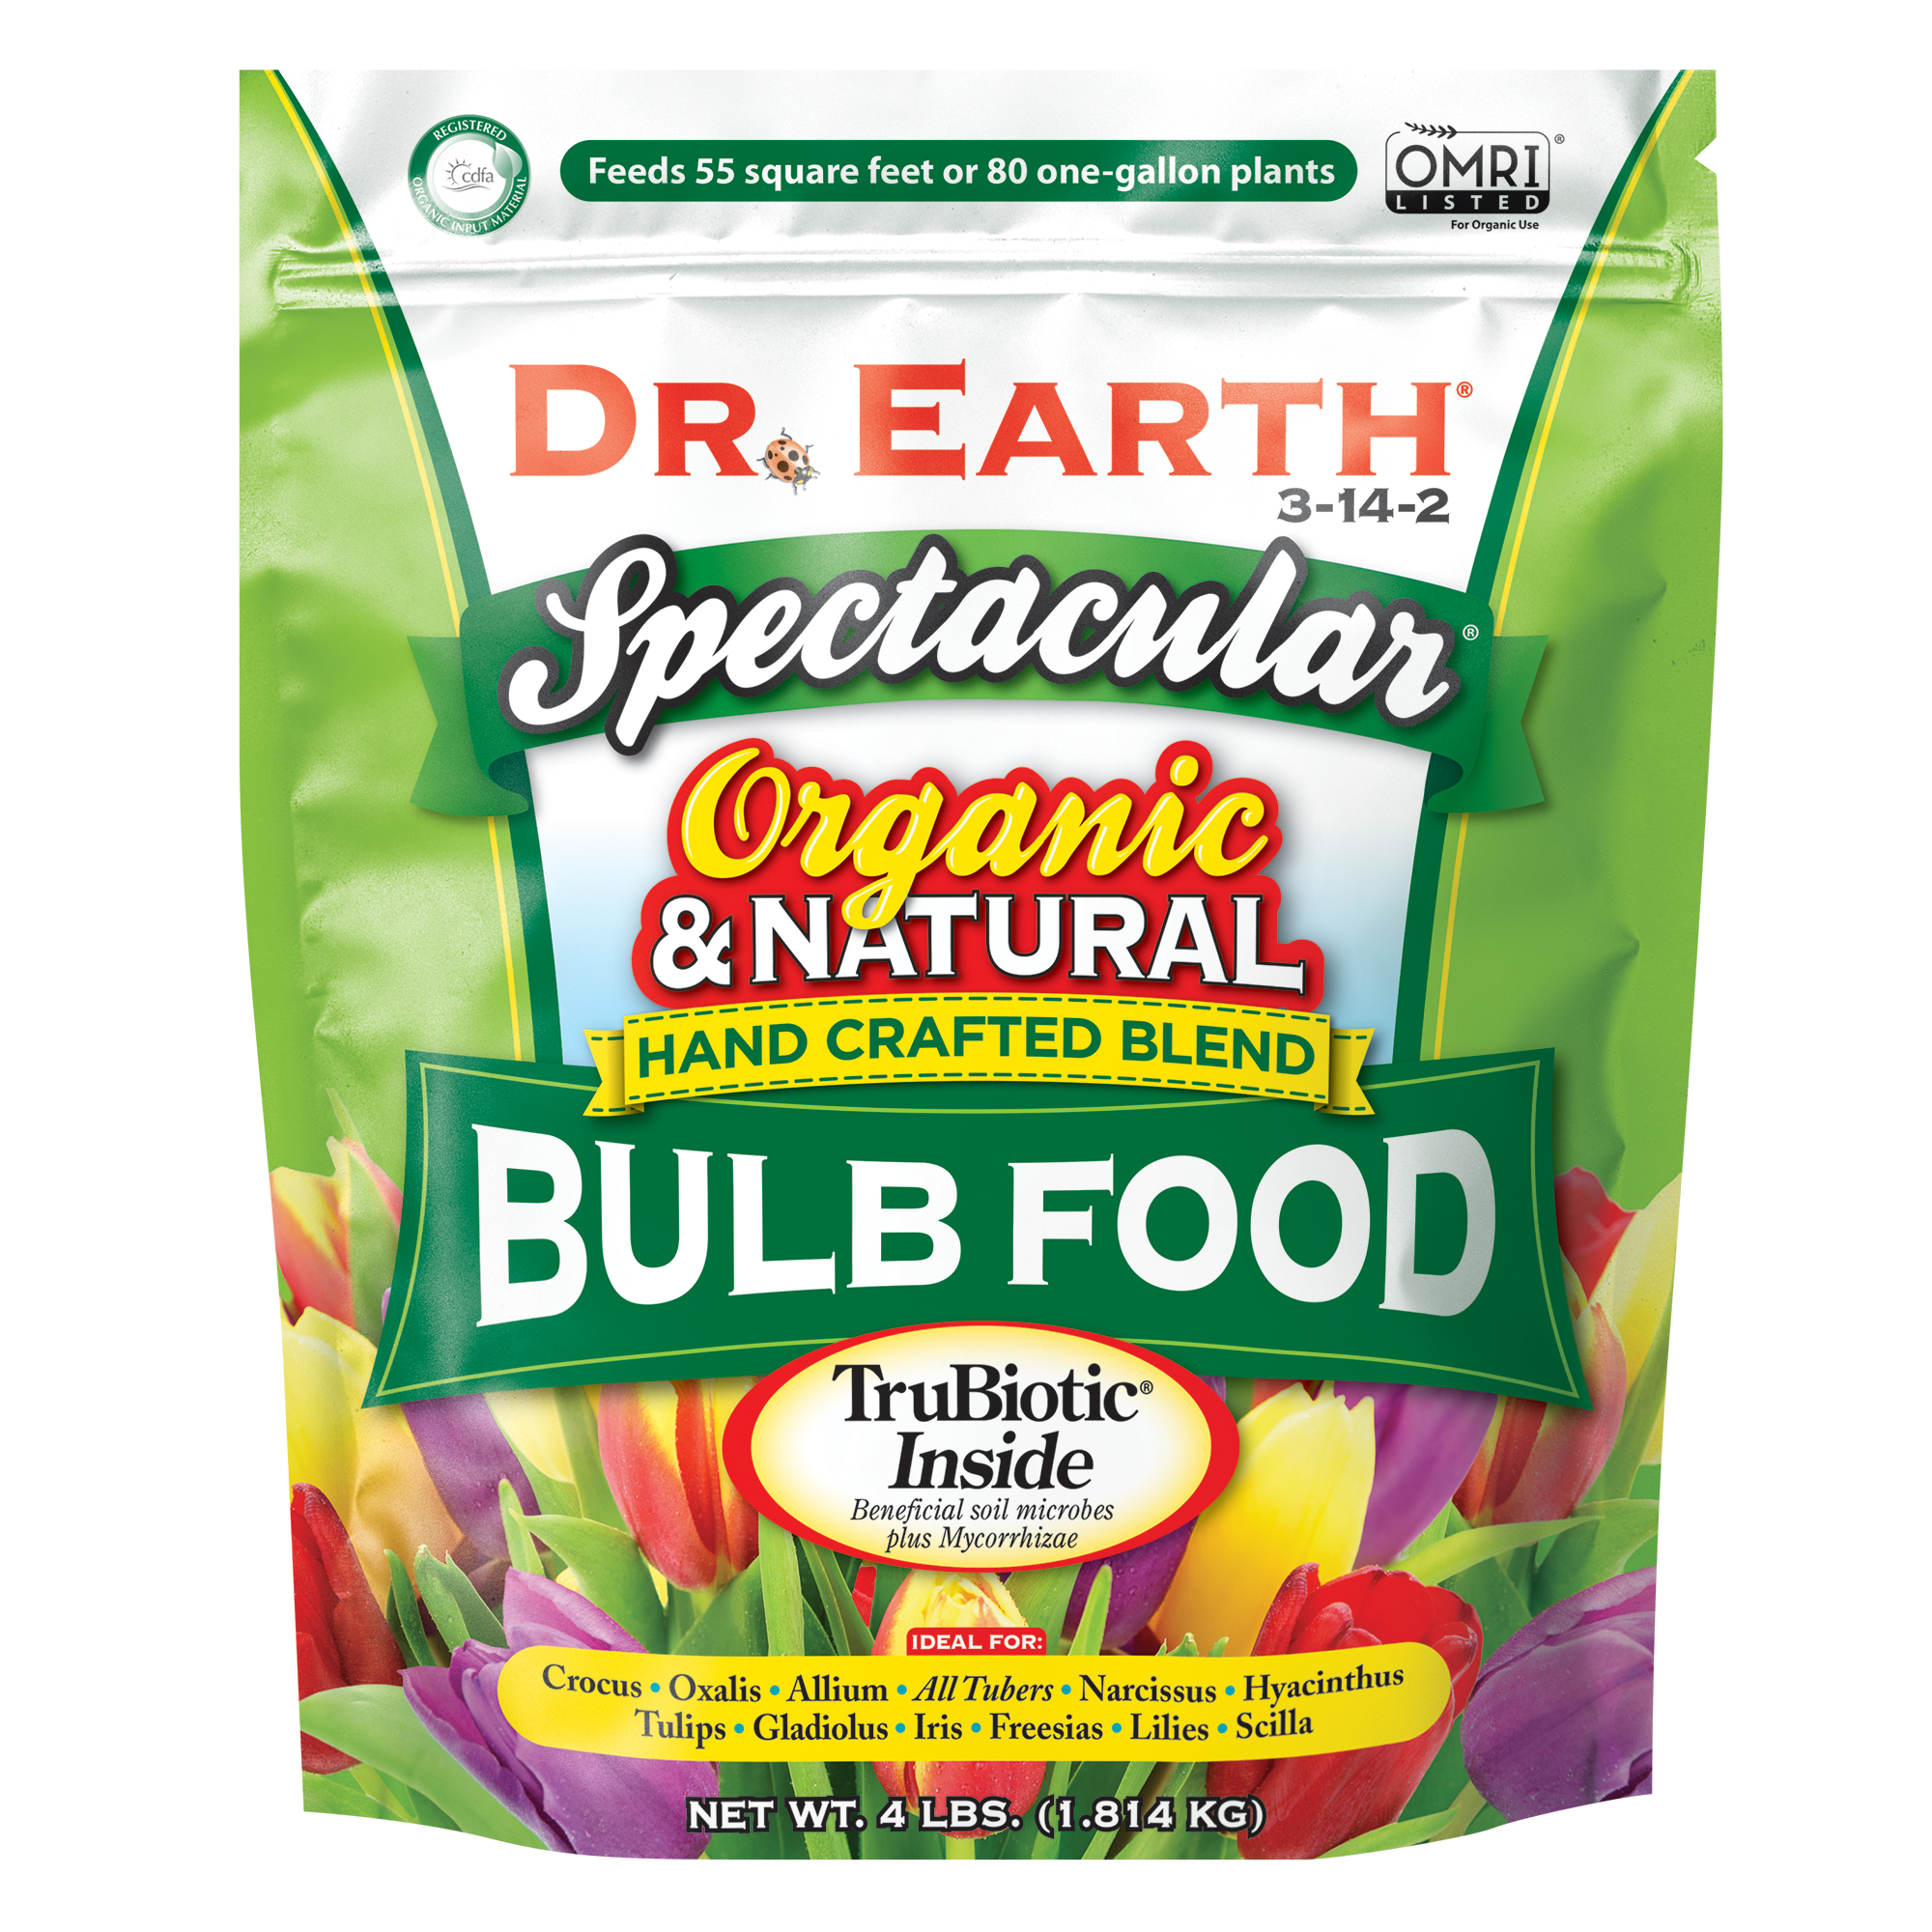 REGISTERED
cdfa
ORGANIC INPUT MATERIAL
Feeds 55 square feet or 80 one-gallon plants
OMRI®
LISTED
For Organic Use
DR. EARTH®
3-14-2
Spectacular®
Organic
& NATURAL
HAND CRAFTED BLEND
BULB FOOD
TruBiotic®
Inside
Beneficial soil microbes
plus Mycorrhizae
IDEAL FOR:
Crocus • Oxalis • Allium • All Tubers • Narcissus • Hyacinthus
Tulips • Gladiolus • Iris • Freesias • Lilies • Scilla
NET WT. 4 LBS. (1.814 KG)